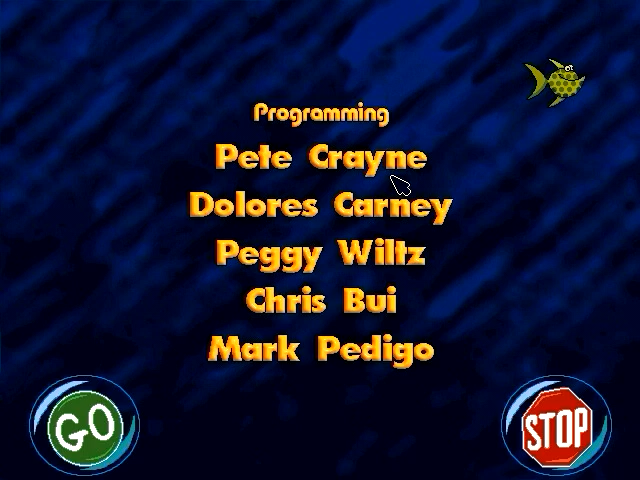 Programming
Pete Crayne
Dolores Carney
Peggy Wiltz
Chris Bui
Mark Pedigo
GO
STOP